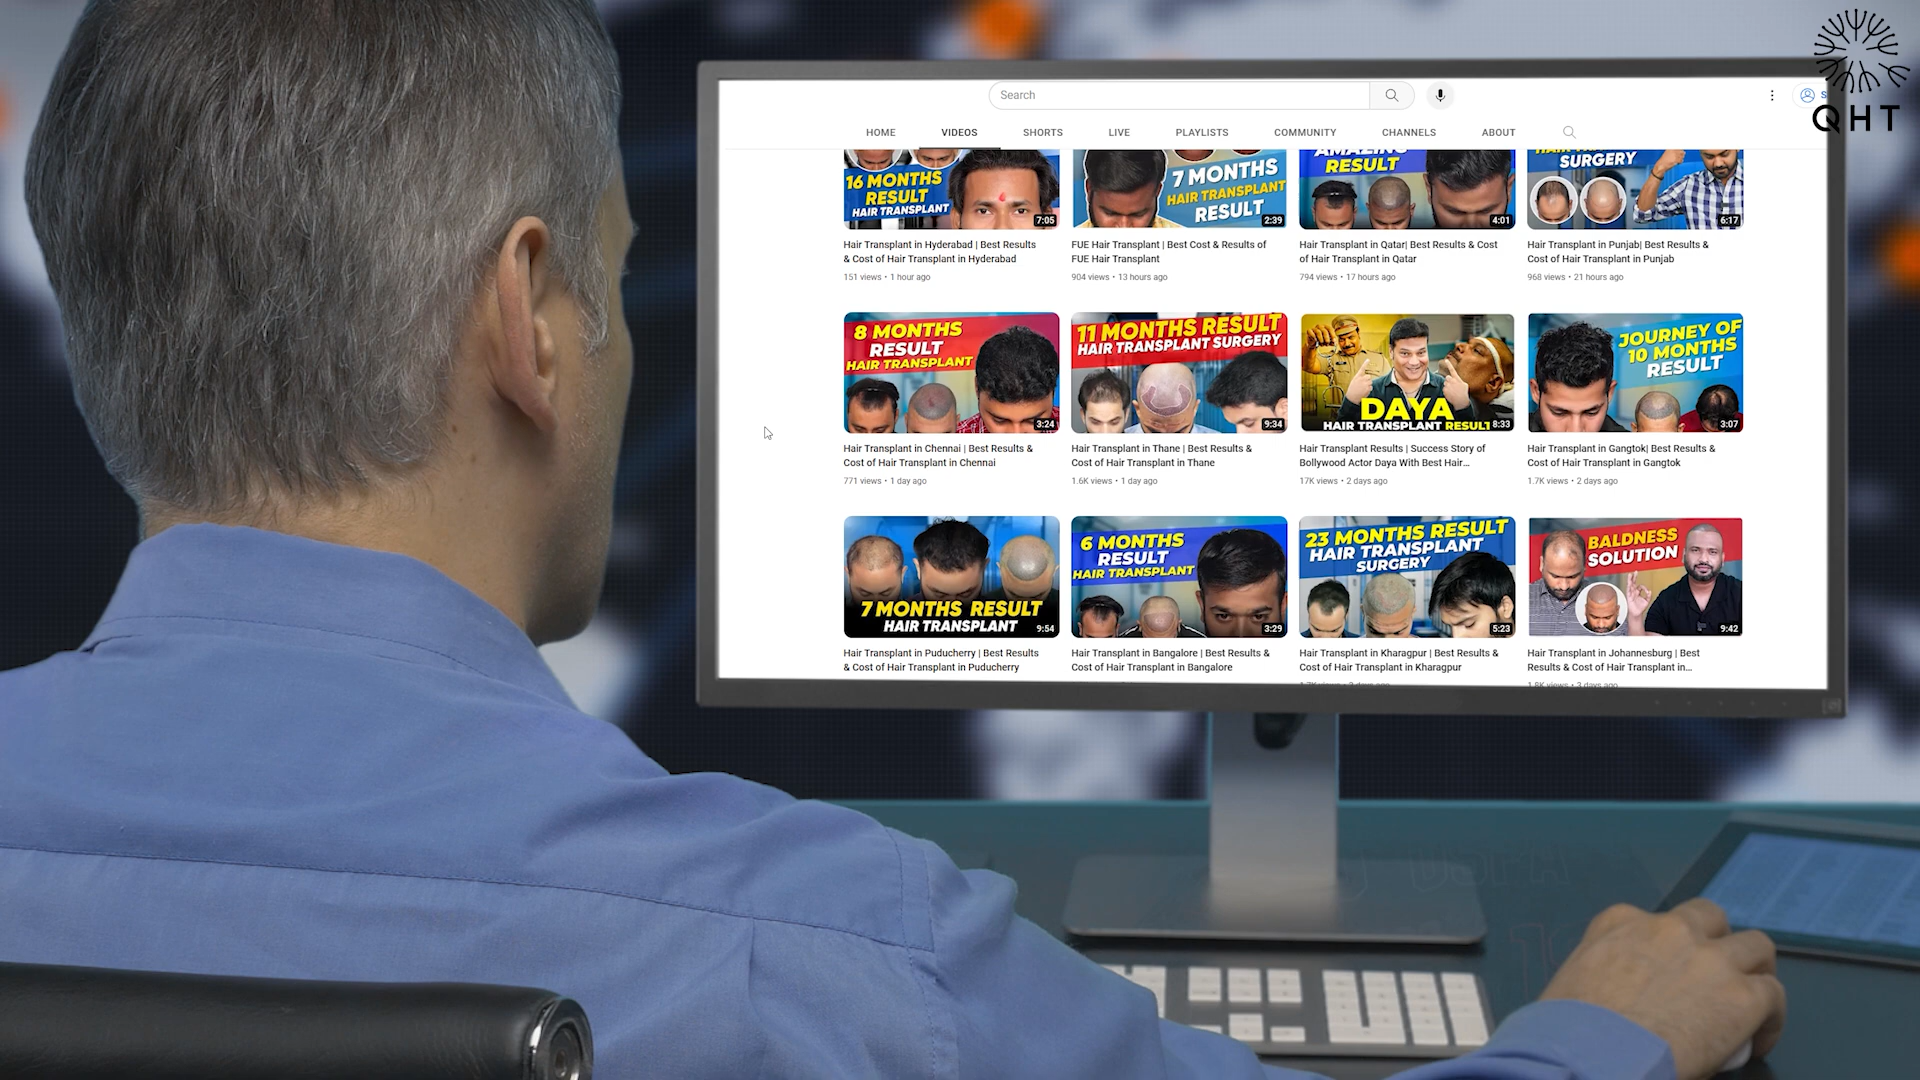 QHT
Search
S
HOME VIDEOS SHORTS LIVE PLAYLISTS COMMUNITY CHANNELS ABOUT
16 MONTHS
RESULT
HAIR TRANSPLANT
7:05
7 MONTHS
HAIR TRANSPLANT
RESULT
2:39
AMAZING
RESULT
4:01
SURGERY
6:17
Hair Transplant in Hyderabad | Best Results
& Cost of Hair Transplant in Hyderabad
151 views • 1 hour ago
FUE Hair Transplant | Best Cost & Results of
FUE Hair Transplant
904 views • 13 hours ago
Hair Transplant in Qatar| Best Results & Cost
of Hair Transplant in Qatar
794 views • 17 hours ago
Hair Transplant in Punjab| Best Results &
Cost of Hair Transplant in Punjab
968 views • 21 hours ago
8 MONTHS
RESULT
HAIR TRANSPLANT
3:24
11 MONTHS RESULT
HAIR TRANSPLANT SURGERY
9:34
DAYA
HAIR TRANSPLANT RESULT
8:33
JOURNEY OF
10 MONTHS
RESULT
3:07
Hair Transplant in Chennai | Best Results &
Cost of Hair Transplant in Chennai
771 views • 1 day ago
Hair Transplant in Thane | Best Results &
Cost of Hair Transplant in Thane
1.6K views • 1 day ago
Hair Transplant Results | Success Story of
Bollywood Actor Daya With Best Hair...
17K views • 2 days ago
Hair Transplant in Gangtok| Best Results &
Cost of Hair Transplant in Gangtok
1.7K views • 2 days ago
7 MONTHS RESULT
HAIR TRANSPLANT
9:54
6 MONTHS
RESULT
HAIR TRANSPLANT
3:29
23 MONTHS RESULT
HAIR TRANSPLANT
SURGERY
5:23
BALDNESS
SOLUTION
9:42
Hair Transplant in Puducherry | Best Results
& Cost of Hair Transplant in Puducherry
Hair Transplant in Bangalore | Best Results &
Cost of Hair Transplant in Bangalore
Hair Transplant in Kharagpur | Best Results &
Cost of Hair Transplant in Kharagpur
Hair Transplant in Johannesburg | Best
Results & Cost of Hair Transplant in...